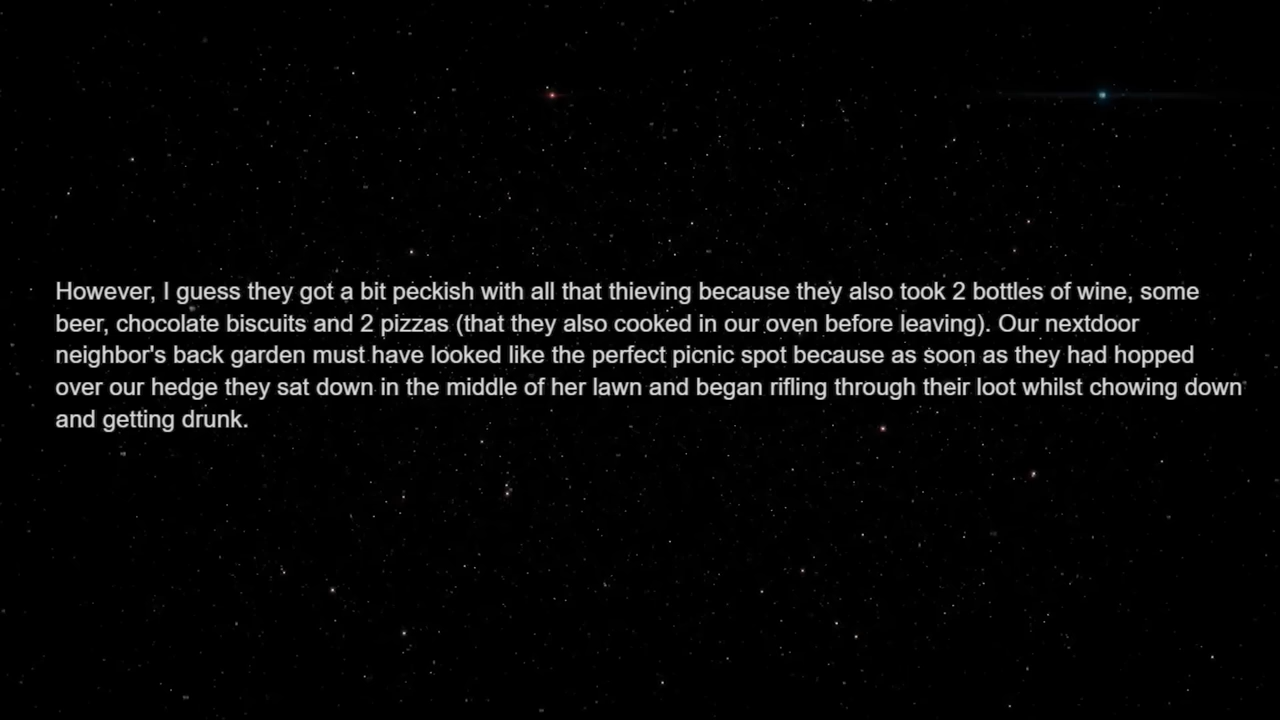 However, I guess they got a bit peckish with all that thieving because they also took 2 bottles of wine, some
beer, chocolate biscuits and 2 pizzas (that they also cooked in our oven before leaving). Our nextdoor
neighbor's back garden must have looked like the perfect picnic spot because as soon as they had hopped
over our hedge they sat down in the middle of her lawn and began rifling through their loot whilst chowing down
and getting drunk.